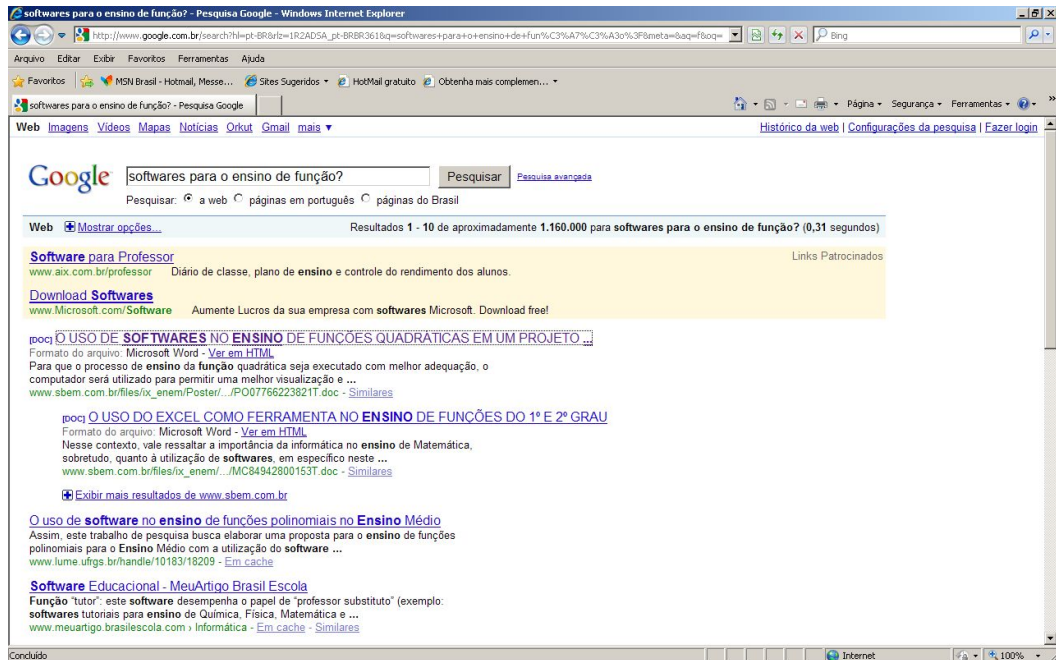 softwares para o ensino de função? - Pesquisa Google - Windows Internet Explorer
http://www.google.com.br/search?hl=pt-BR&rlz=1R2ADSA_pt-BRBR361&q=softwares+para+o+ensino+de+fun%C3%A7%C3%A3o%3F&meta=&aq=f&oq=
Bing
Arquivo Editar Exibir Favoritos Ferramentas Ajuda
Favoritos MSN Brasil - Hotmail, Messe... Sites Sugeridos HotMail gratuito Obtenha mais complemen...
softwares para o ensino de função? - Pesquisa Google
Página Segurança Ferramentas »
Web Imagens Vídeos Mapas Notícias Orkut Gmail mais ▼
Histórico da web | Configurações da pesquisa | Fazer login
Google softwares para o ensino de função? Pesquisar Pesquisa avançada
Pesquisar: a web páginas em português páginas do Brasil
Web Mostrar opções... Resultados 1 - 10 de aproximadamente 1.160.000 para softwares para o ensino de função? (0,31 segundos)
Software para Professor Links Patrocinados
www.aix.com.br/professor Diário de classe, plano de ensino e controle do rendimento dos alunos.
Download Softwares
www.Microsoft.com/Software Aumente Lucros da sua empresa com softwares Microsoft. Download free!
[DOC] O USO DE SOFTWARES NO ENSINO DE FUNÇÕES QUADRÁTICAS EM UM PROJETO ...
Formato do arquivo: Microsoft Word - Ver em HTML
Para que o processo de ensino da função quadrática seja executado com melhor adequação, o
computador será utilizado para permitir uma melhor visualização e ...
www.sbem.com.br/files/ix_enem/Poster/.../PO07766223821T.doc - Similares
[DOC] O USO DO EXCEL COMO FERRAMENTA NO ENSINO DE FUNÇÕES DO 1º E 2º GRAU
Formato do arquivo: Microsoft Word - Ver em HTML
Nesse contexto, vale ressaltar a importância da informática no ensino de Matemática,
sobretudo, quanto à utilização de softwares, em específico neste ...
www.sbem.com.br/files/ix_enem/.../MC84942800153T.doc - Similares
Exibir mais resultados de www.sbem.com.br
O uso de software no ensino de funções polinomiais no Ensino Médio
Assim, este trabalho de pesquisa busca elaborar uma proposta para o ensino de funções
polinomiais para o Ensino Médio com a utilização do software ...
www.lume.ufrgs.br/handle/10183/18209 - Em cache
Software Educacional - MeuArtigo Brasil Escola
Função "tutor": este software desempenha o papel de "professor substituto" (exemplo:
softwares tutoriais para ensino de Química, Física, Matemática e ...
www.meuartigo.brasilescola.com › Informática - Em cache - Similares
Concluído Internet 100%